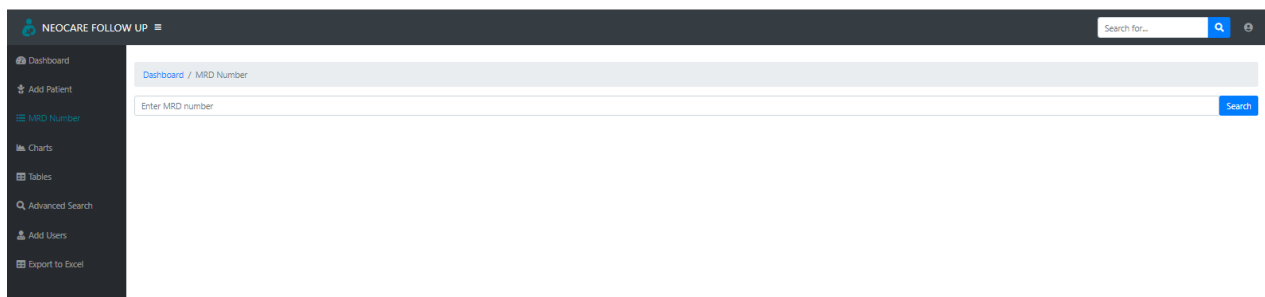 NEOCARE FOLLOW UP
Search for...
Dashboard
Add Patient
MRD Number
Charts
Tables
Advanced Search
Add Users
Export to Excel
Dashboard / MRD Number
Enter MRD number
Search